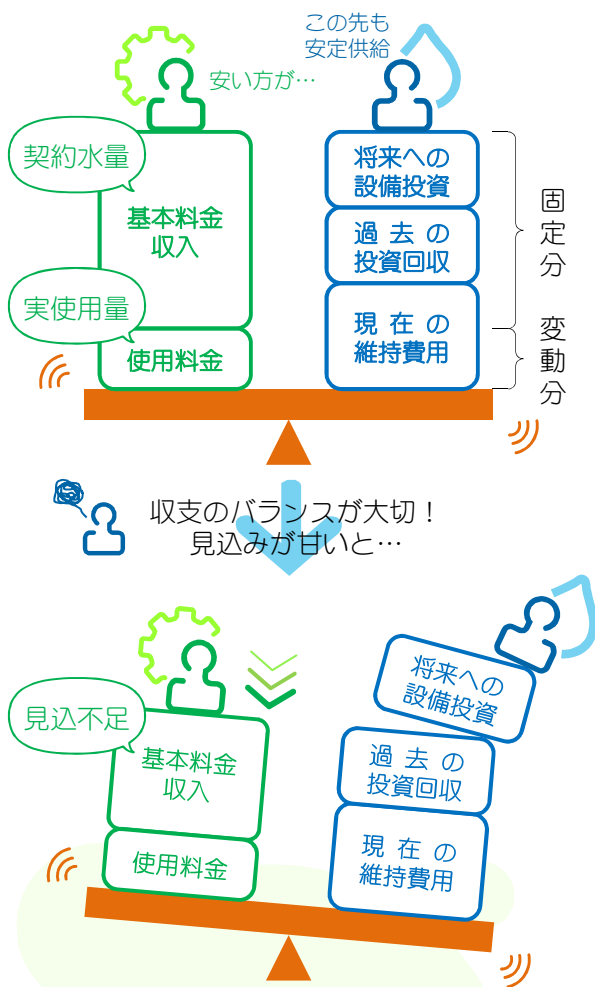 この先も
安定供給
安い方が…
契約水量
基本料金
収入
実使用量
使用料金
将来への
設備投資
過去の
投資回収
現在の
維持費用
固定分
変動分
収支のバランスが大切！
見込みが甘いと…
見込不足
基本料金
収入
使用料金
将来への
設備投資
過去の
投資回収
現在の
維持費用